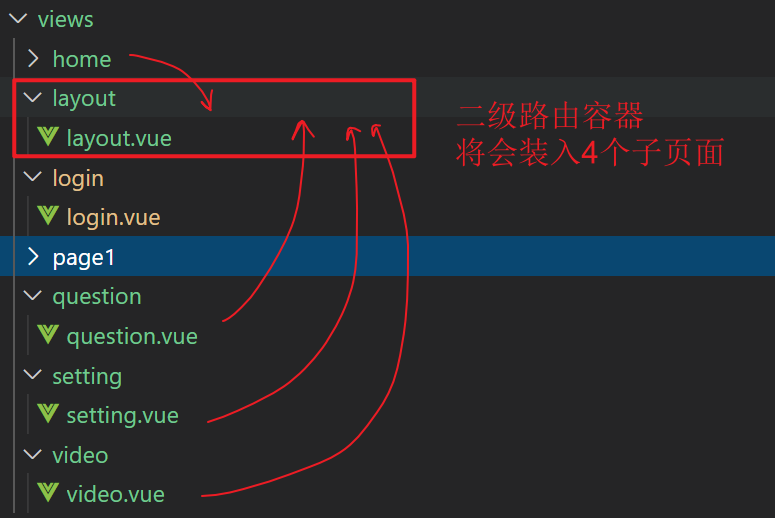 views
home
layout
layout.vue
二级路由容器
将会装入4个子页面
login
login.vue
page1
question
question.vue
setting
setting.vue
video
video.vue